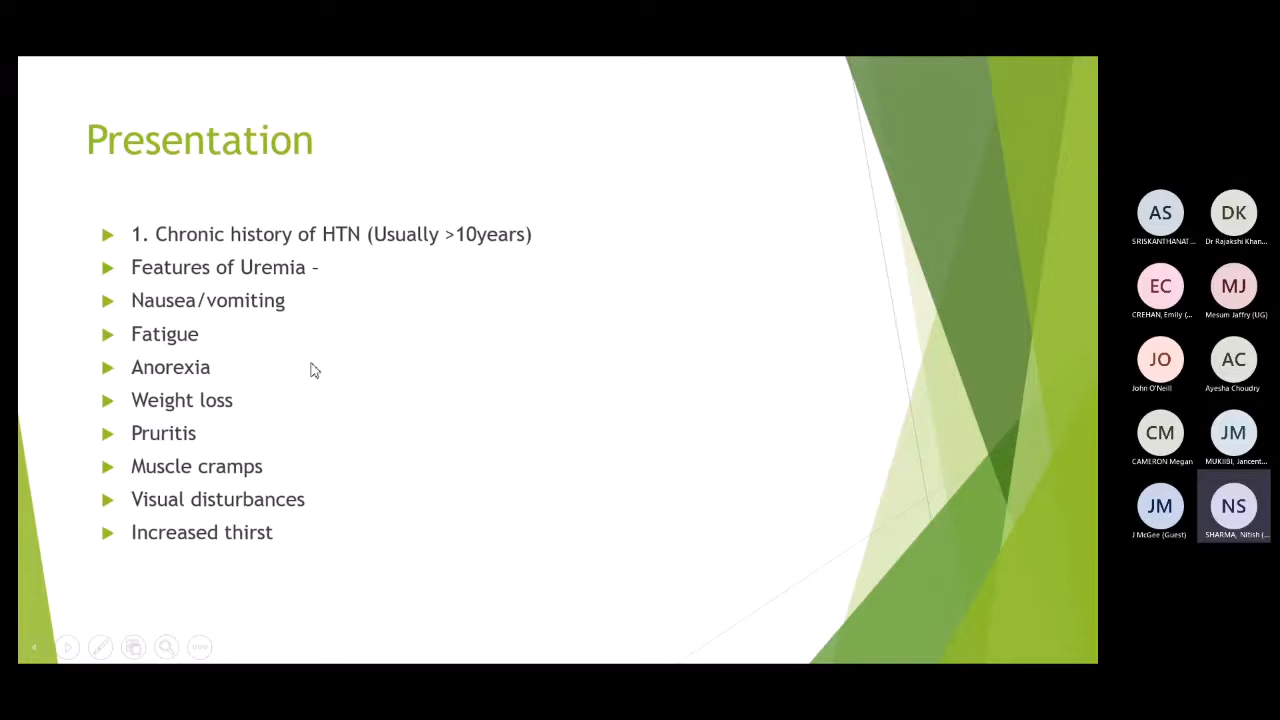 Presentation
1. Chronic history of HTN (Usually >10years)
Features of Uremia –
Nausea/vomiting
Fatigue
Anorexia
Weight loss
Pruritis
Muscle cramps
Visual disturbances
Increased thirst
AS
DK
SRISKANTHANAT...
Dr Rajakshi Khan...
EC
MJ
CREHAN, Emily (...
Mesum Jaffry (UG)
JO
AC
John O'Neill
Ayesha Choudry
CM
JM
CAMERON Megan
MUKIIBI, Jancent...
JM
NS
J McGee (Guest)
SHARMA, Nitish (...